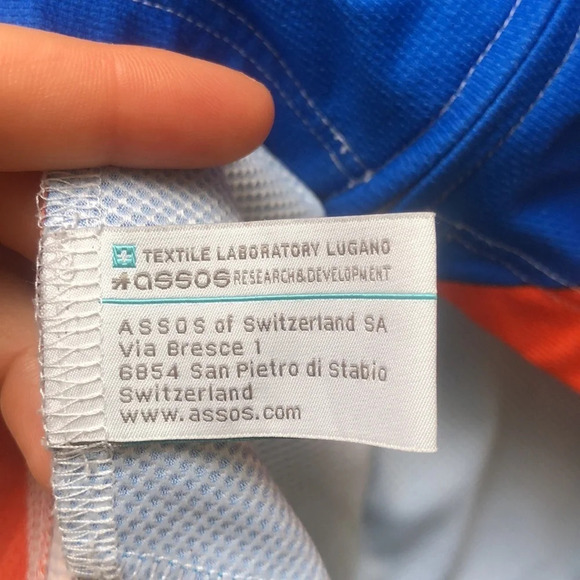 TEXTILE LABORATORY LUGANO
assos RESEARCH&DEVELOPMENT
ASSOS of Switzerland SA
Via Bresce 1
6854 San Pietro di Stabio
Switzerland
www.assos.com